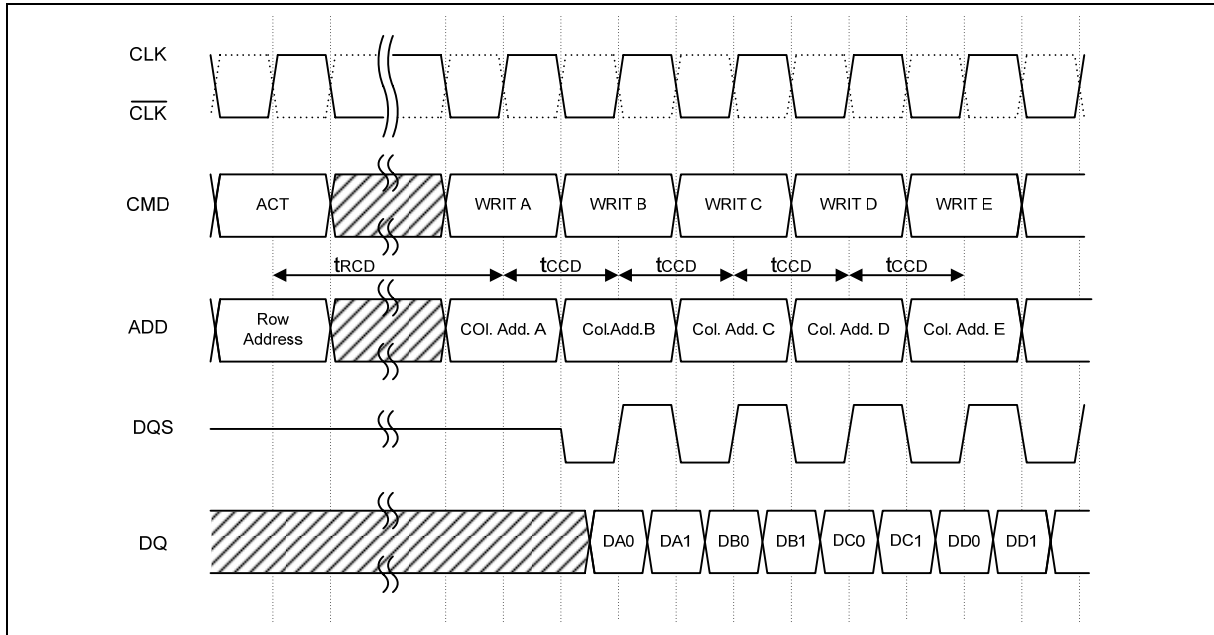 CLK
CLK
CMD
ACT
WRIT A
WRIT B
WRIT C
WRIT D
WRIT E
tRCD
tCCD
tCCD
tCCD
tCCD
ADD
Row
Address
COl. Add. A
Col.Add.B
Col. Add. C
Col. Add. D
Col. Add. E
DQS
DQ
DA0
DA1
DB0
DB1
DC0
DC1
DD0
DD1